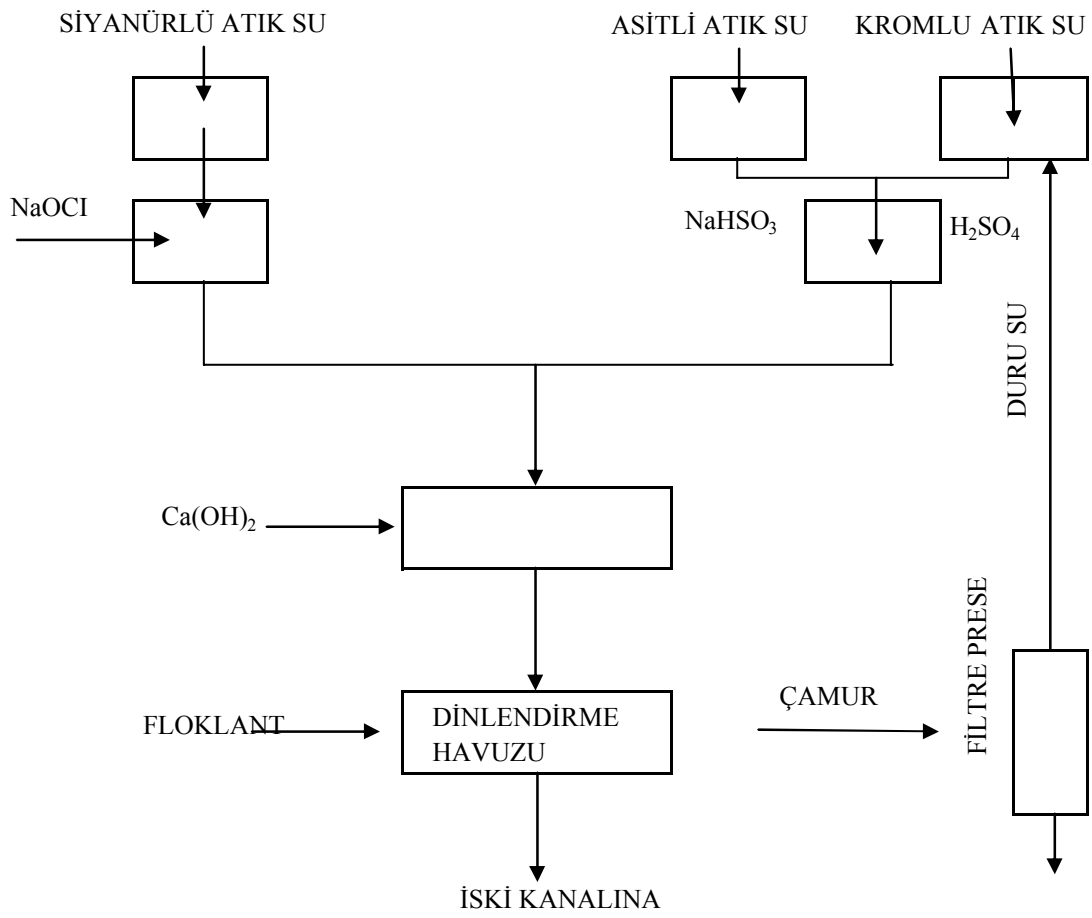 SİYANÜRLÜ ATIK SU
ASİTLİ ATIK SU
KROMLU ATIK SU
NaOCI
NaHSO₃
H₂SO₄
DURU SU
Ca(OH)₂
FLOKLANT
DİNLENDİRME
HAVUZU
ÇAMUR
FİLTRE PRESE
İSKİ KANALINA